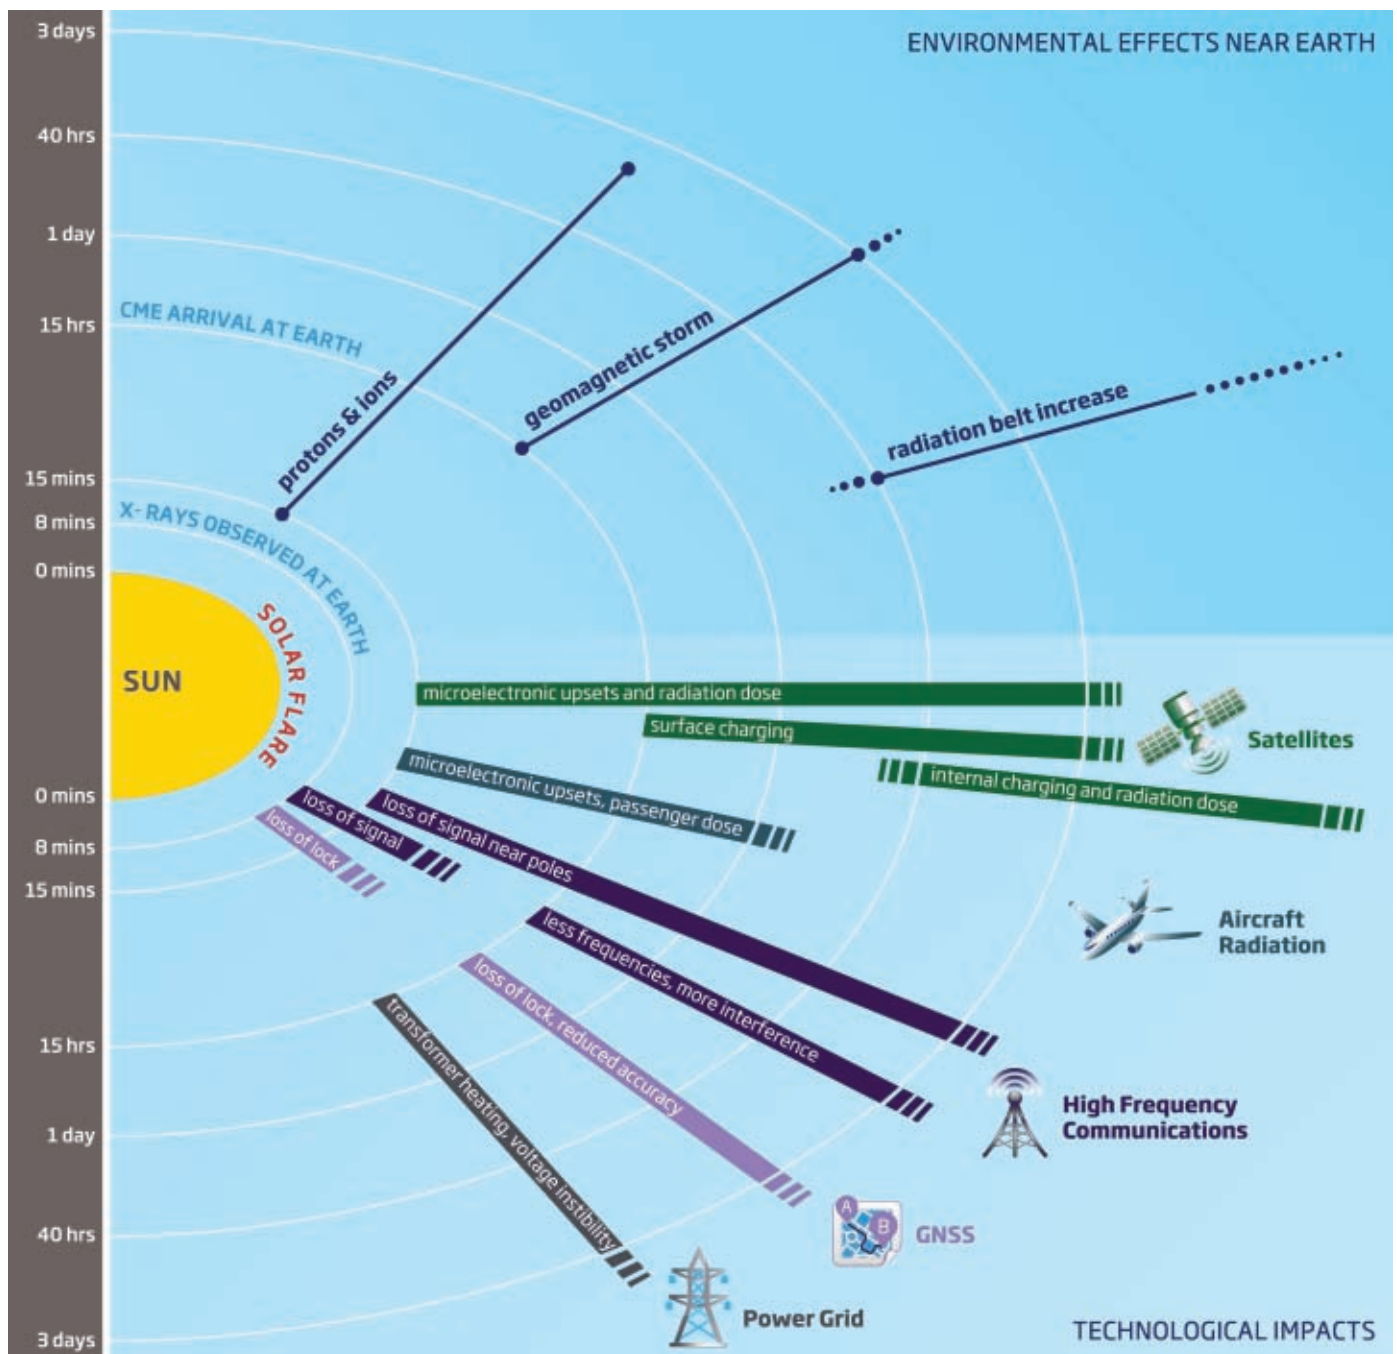 3 days
ENVIRONMENTAL EFFECTS NEAR EARTH
40 hrs
1 day
CME ARRIVAL AT EARTH
15 hrs
protons & ions
geomagnetic storm
radiation belt increase
15 mins
X- RAYS OBSERVED AT EARTH
8 mins
0 mins
SUN
SOLAR FLARE
microelectronic upsets and radiation dose
surface charging
Satellites
internal charging and radiation dose
microelectronic upsets, passenger dose
0 mins
loss of signal
loss of signal near poles
loss of lock
8 mins
15 mins
Aircraft
Radiation
less frequencies, more interference
loss of lock, reduced accuracy
transformer heating, voltage instibility
15 hrs
High Frequency
Communications
1 day
A
B
GNSS
40 hrs
Power Grid
3 days
TECHNOLOGICAL IMPACTS